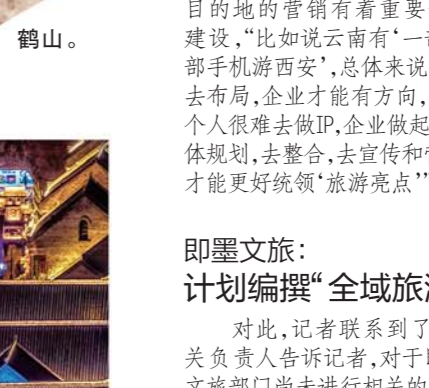 鹤山。
目的地的营销有着重要
建设，“比如说云南有‘一部
部手机游西安’，总体来说
去布局，企业才能有方向，
个人很难去做IP，企业做起
体规划，去整合，去宣传和
才能更好统领‘旅游亮点’”
即墨文旅：
计划编撰“全域旅游
对此，记者联系到了
关负责人告诉记者，对于
文旅部门尚未进行相关的